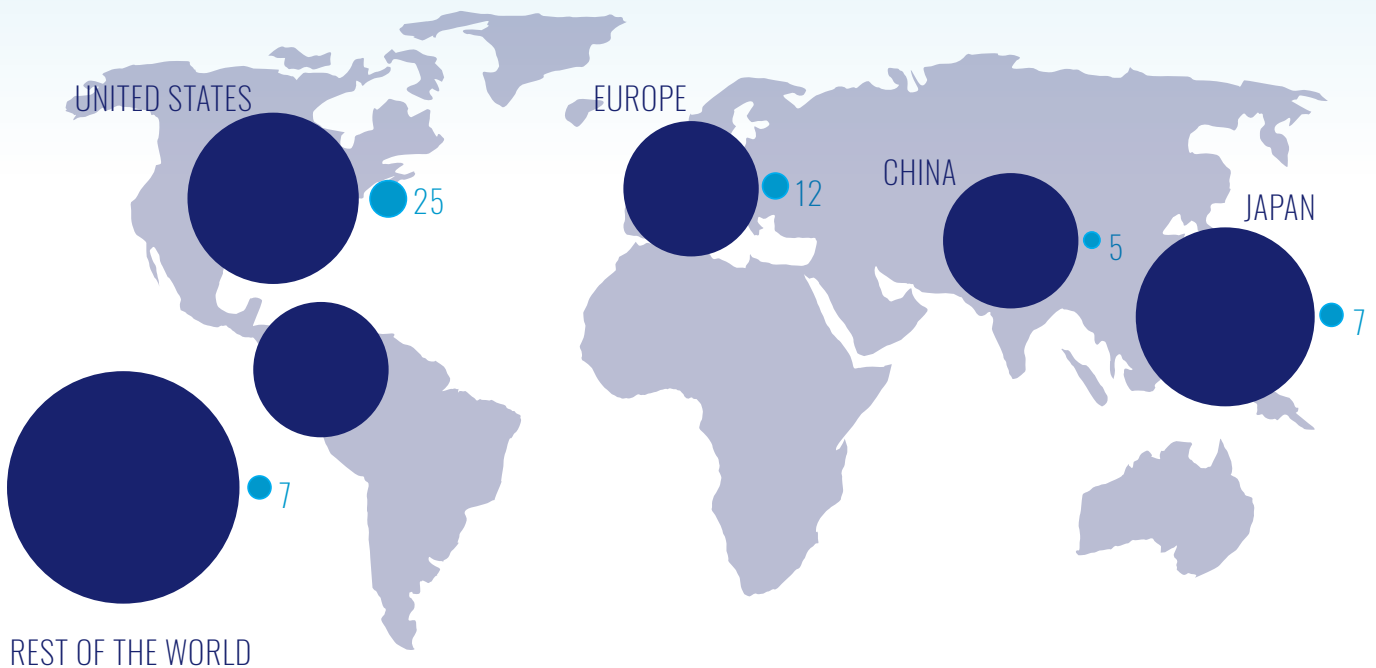 UNITED STATES
25
EUROPE
12
CHINA
5
JAPAN
7
7
REST OF THE WORLD